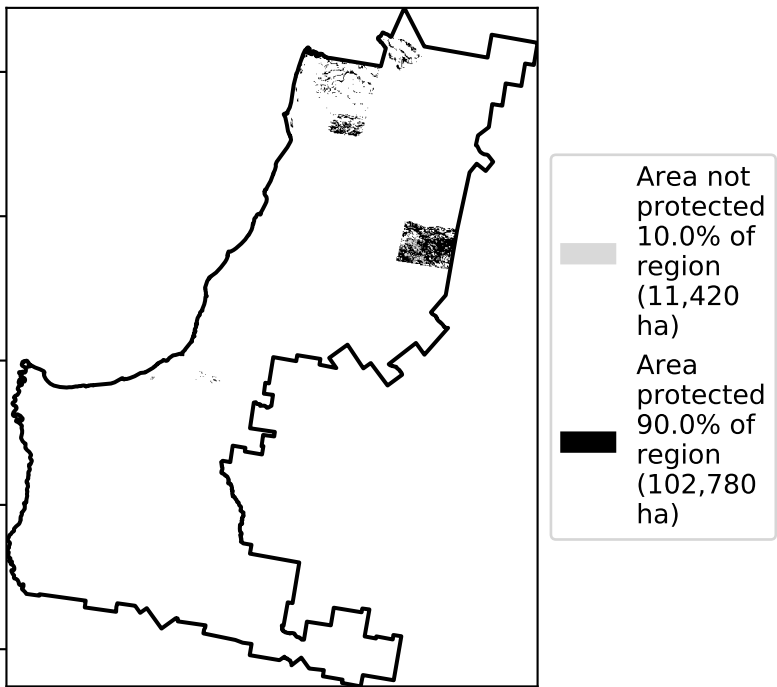 Area not
protected
10.0% of
region
(11,420
ha)
Area
protected
90.0% of
region
(102,780
ha)